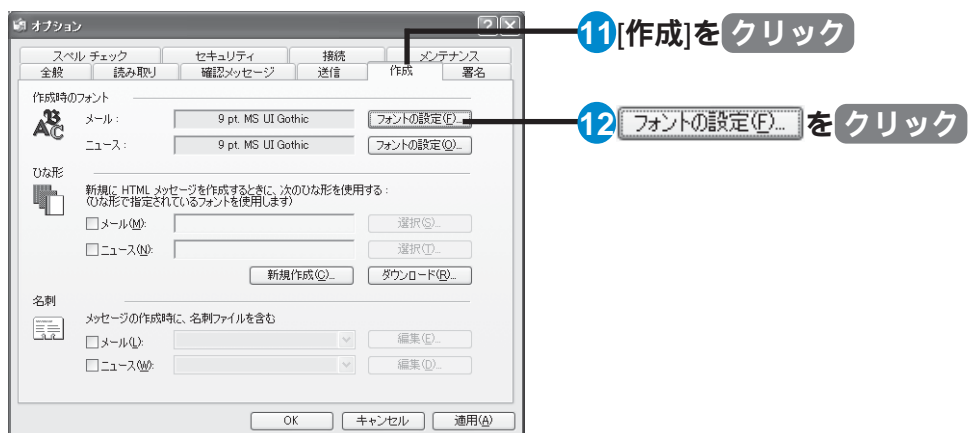 オプション
スペル チェック セキュリティ 接続 メンテナンス
全般 読み取り 確認メッセージ 送信 作成 署名
作成時のフォント
メール： 9 pt. MS UI Gothic フォントの設定(F)...
ニュース： 9 pt. MS UI Gothic フォントの設定(O)...
ひな形
新規に HTML メッセージを作成するときに、次のひな形を使用する：
(ひな形で指定されているフォントを使用します)
メール(M): 選択(S)...
ニュース(N): 選択(T)...
新規作成(C)... ダウンロード(R)...
名刺
メッセージの作成時に、名刺ファイルを含む
メール(L): 編集(E)...
ニュース(W): 編集(D)...
OK キャンセル 適用(A)
11 [作成]を クリック
12 フォントの設定(F)... を クリック